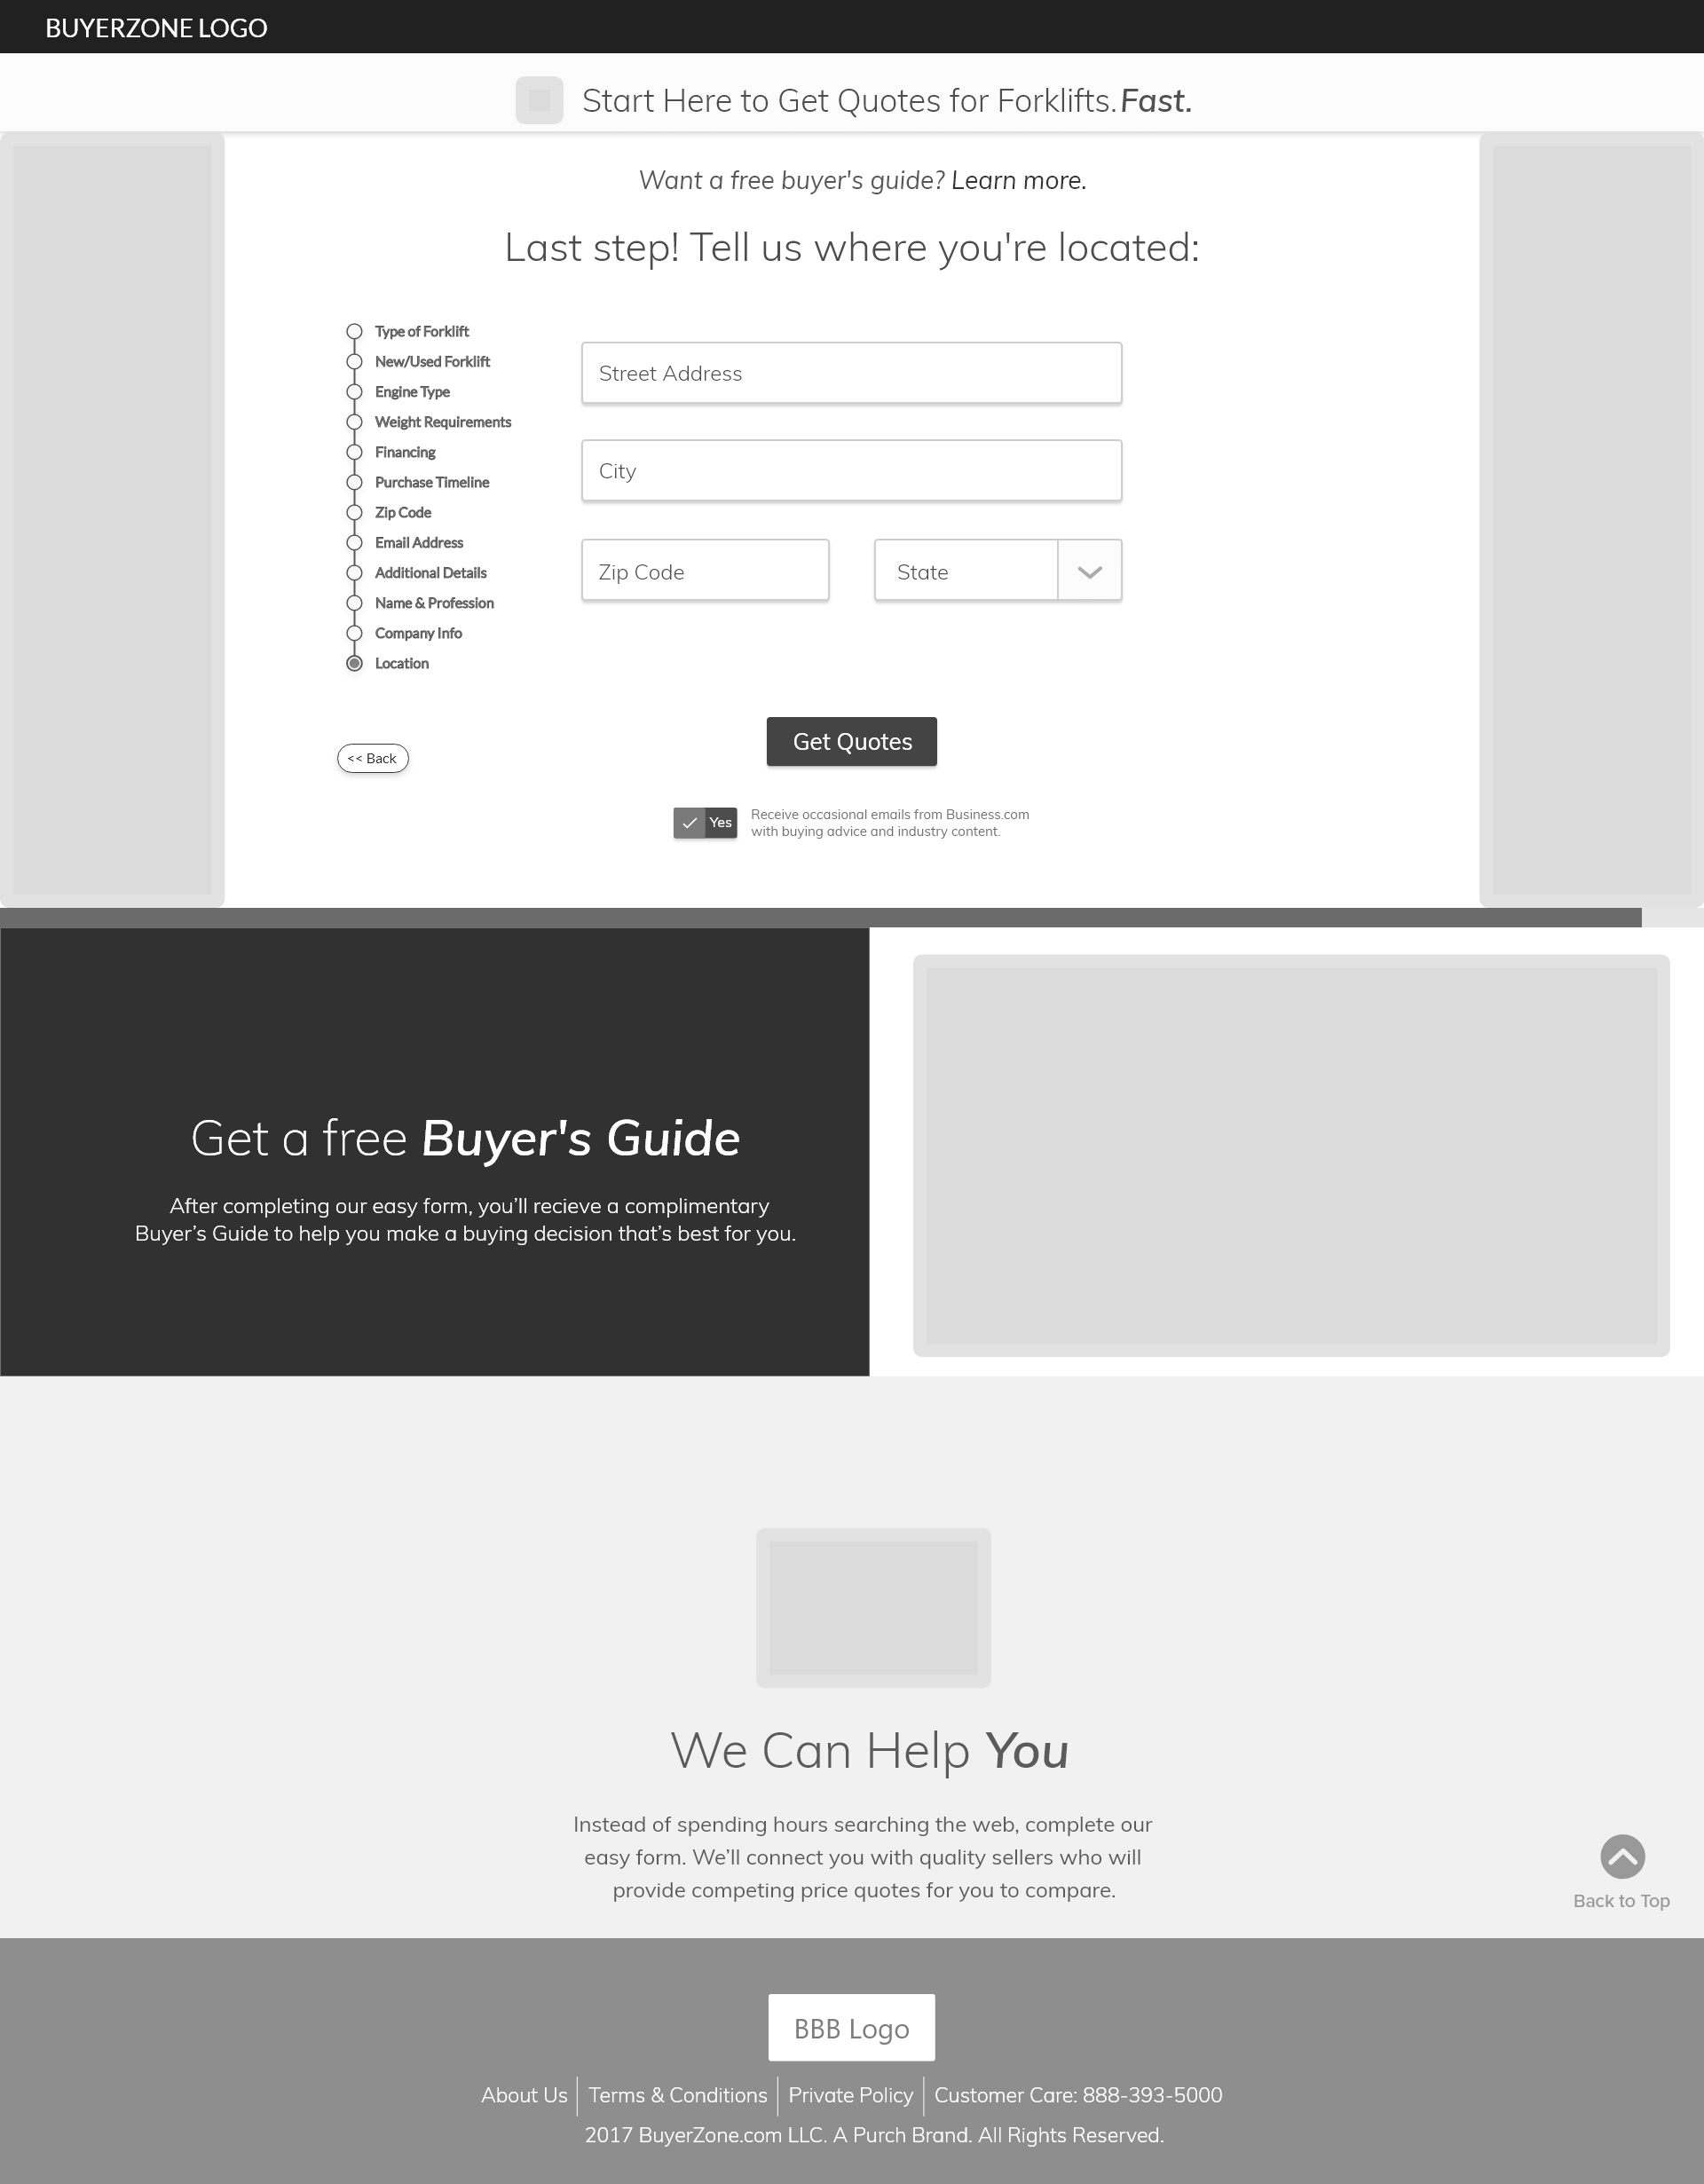 BUYERZONE LOGO
Start Here to Get Quotes for Forklifts. Fast.
Want a free buyer's guide? Learn more.
Last step! Tell us where you're located:
Type of Forklift
New/Used Forklift
Engine Type
Weight Requirements
Financing
Purchase Timeline
Zip Code
Email Address
Additional Details
Name & Profession
Company Info
Location
Street Address
City
Zip Code
State
Get Quotes
<< Back
Yes
Receive occasional emails from Business.com
with buying advice and industry content.
Get a free Buyer's Guide
After completing our easy form, you’ll recieve a complimentary
Buyer’s Guide to help you make a buying decision that’s best for you.
We Can Help You
Instead of spending hours searching the web, complete our
easy form. We’ll connect you with quality sellers who will
provide competing price quotes for you to compare.
Back to Top
BBB Logo
About Us
Terms & Conditions
Private Policy
Customer Care: 888-393-5000
2017 BuyerZone.com LLC. A Purch Brand. All Rights Reserved.